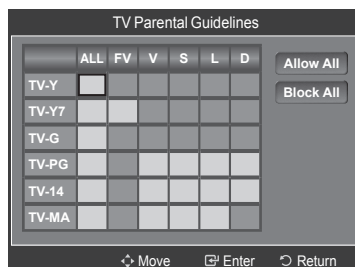 TV Parental Guidelines
ALL FV V S L D
Allow All
Block All
TV-Y
TV-Y7
TV-G
TV-PG
TV-14
TV-MA
Move Enter Return